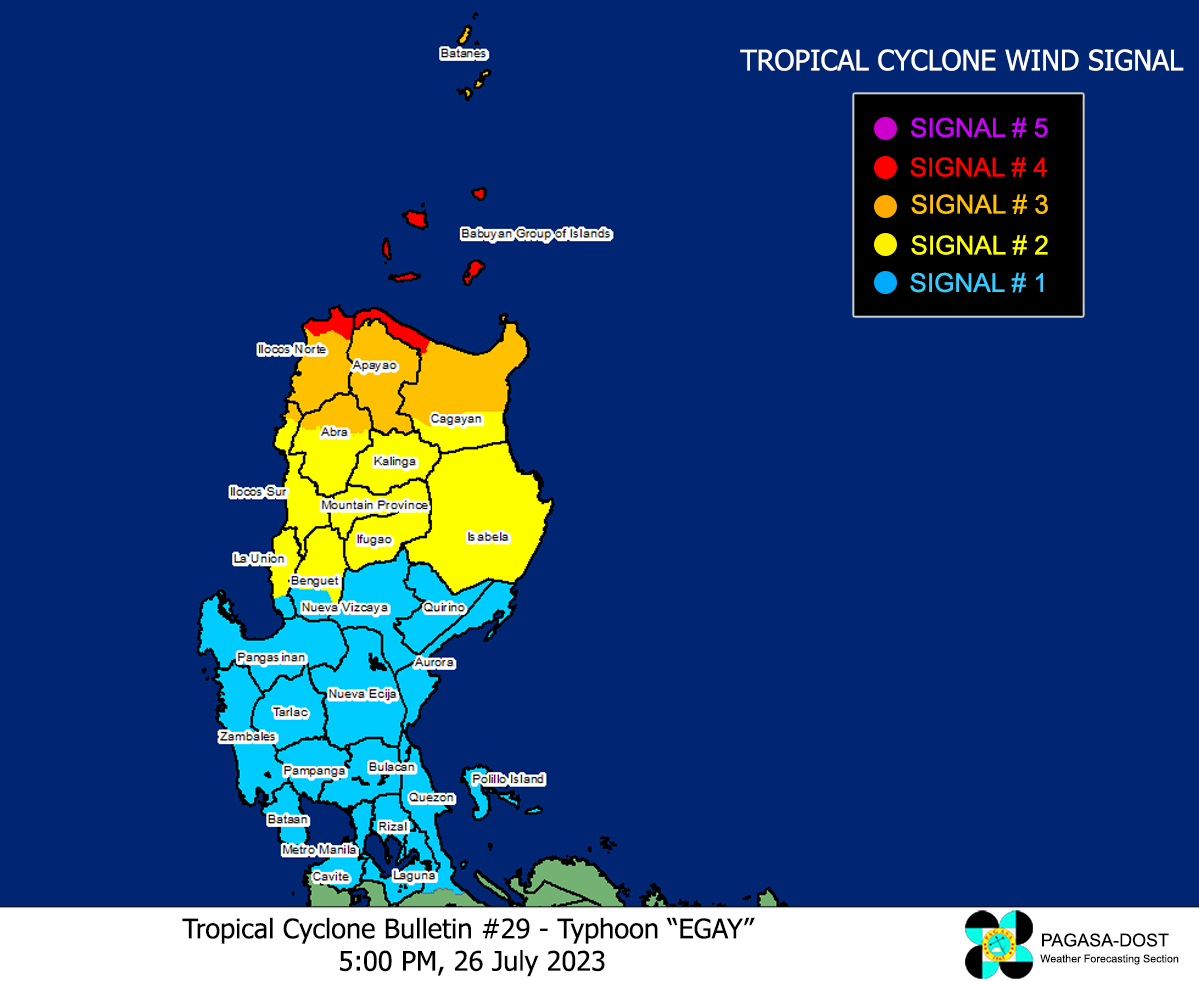 Batanes
TROPICAL CYCLONE WIND SIGNAL
SIGNAL # 5
SIGNAL # 4
SIGNAL # 3
SIGNAL # 2
SIGNAL # 1
Babuyan Group of Islands
Ilocos Norte
Apayao
Cagayan
Abra
Kalinga
Ilocos Sur
Mountain Province
Ifugao
Isabela
La Union
Benguet
Nueva Vizcaya
Quirino
Pangasinan
Aurora
Nueva Ecija
Tarlac
Zambales
Pampanga
Bulacan
Polillo Island
Quezon
Bataan
Rizal
Metro Manila
Cavite
Laguna
Tropical Cyclone Bulletin #29 - Typhoon “EGAY”
5:00 PM, 26 July 2023
PAGASA
PAGASA-DOST
Weather Forecasting Section